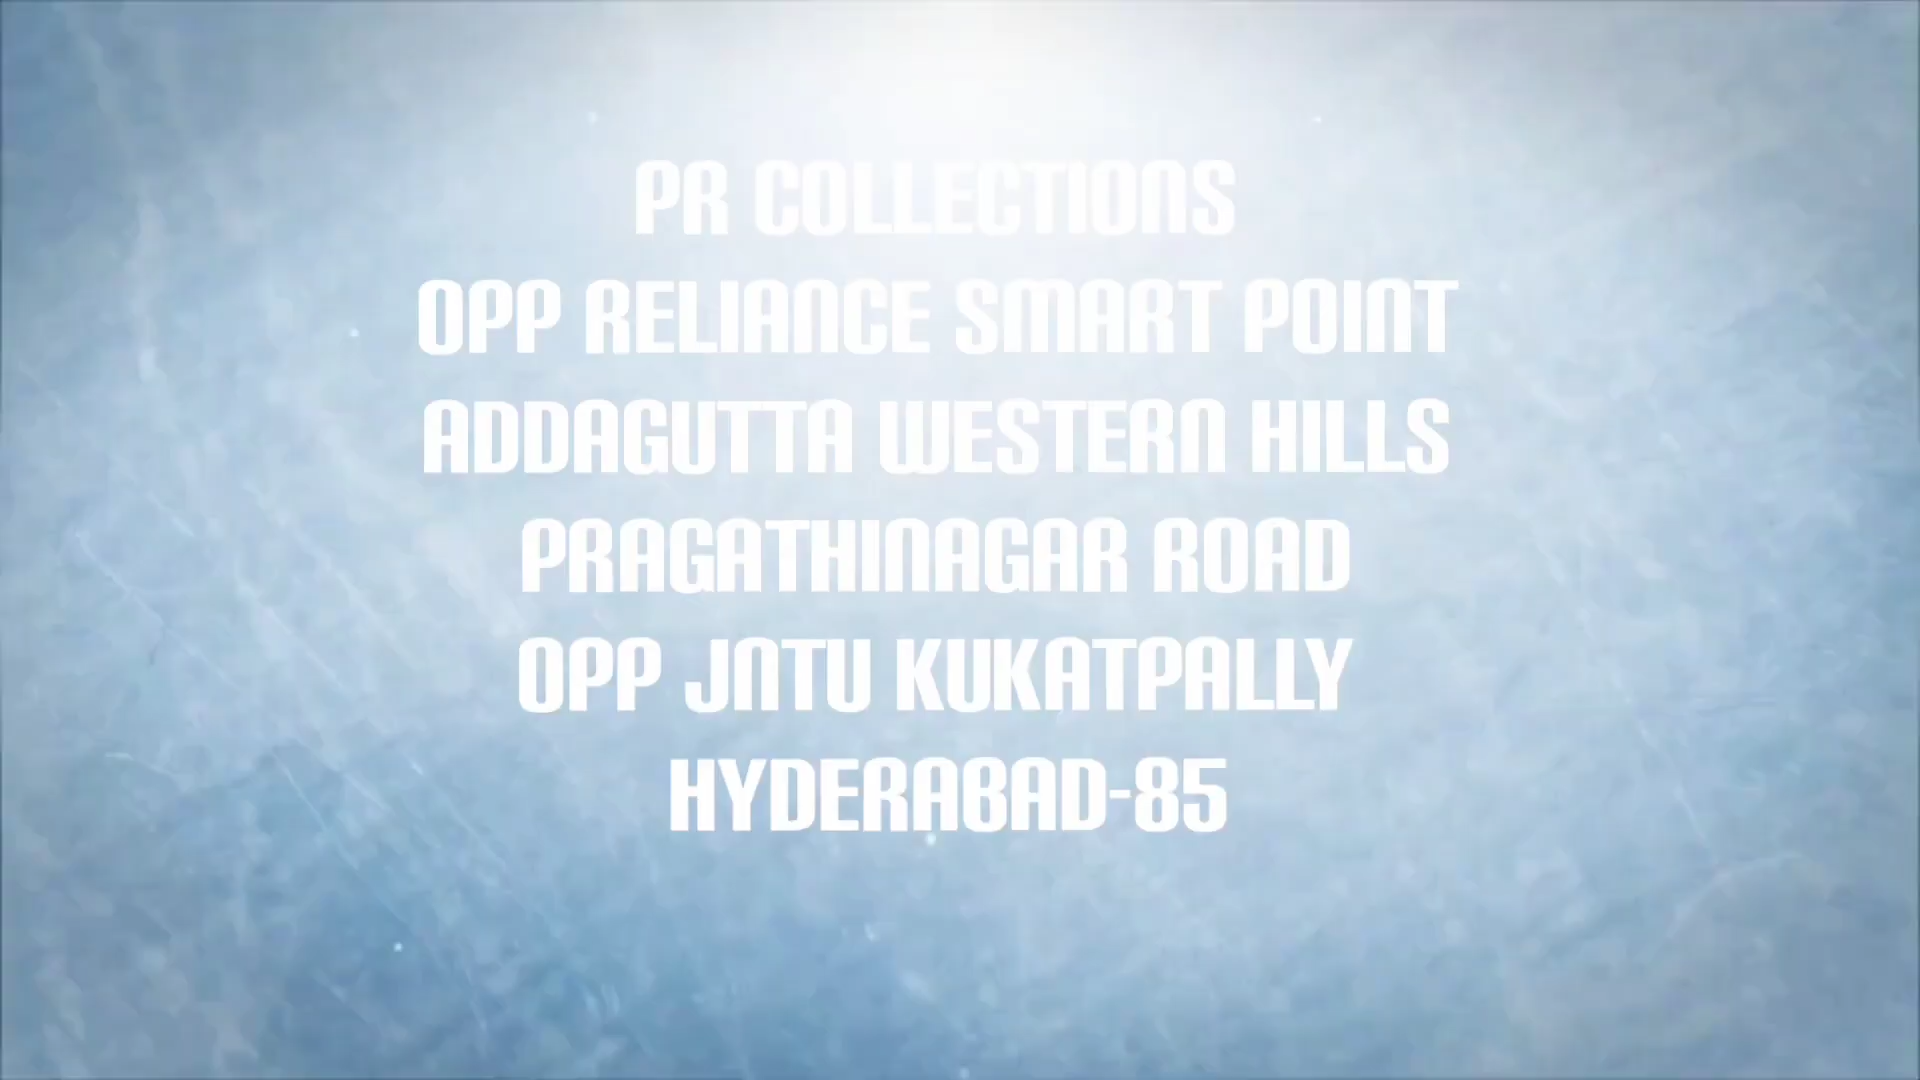 PR COLLECTIONS
OPP RELIANCE SMART POINT
ADDAGUTTA WESTERN HILLS
PRAGATHINAGAR ROAD
OPP JNTU KUKATPALLY
HYDERABAD-85